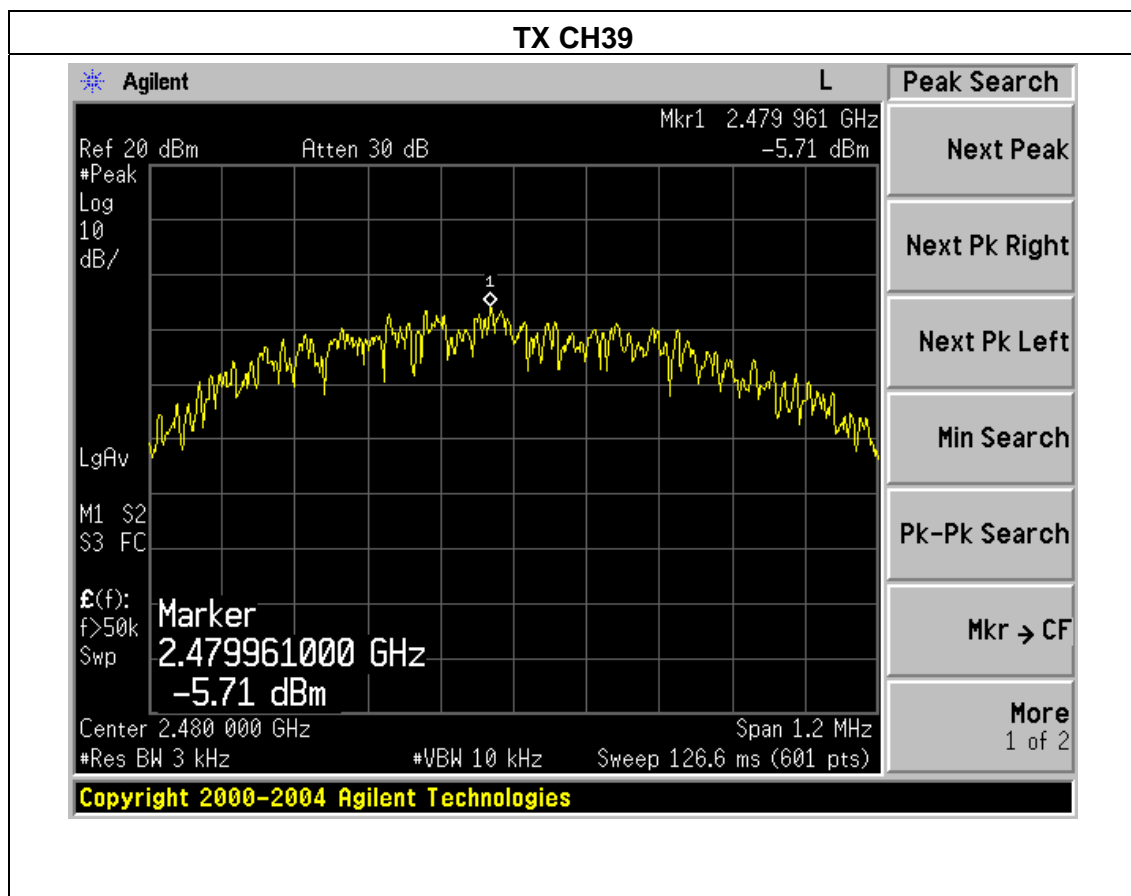 TX CH39
Agilent L Peak Search
Mkr1 2.479 961 GHz
Ref 20 dBm Atten 30 dB -5.71 dBm
#Peak
Log
10
dB/
1
LgAv
M1 S2
S3 FC
£(f):
f>50k
Swp
Marker
2.479961000 GHz
-5.71 dBm
Center 2.480 000 GHz Span 1.2 MHz
#Res BW 3 kHz #VBW 10 kHz Sweep 126.6 ms (601 pts)
Next Peak
Next Pk Right
Next Pk Left
Min Search
Pk-Pk Search
Mkr → CF
More
1 of 2
Copyright 2000-2004 Agilent Technologies